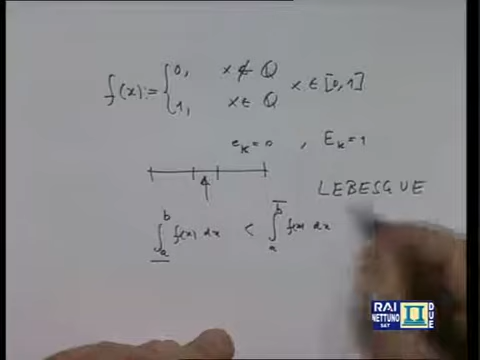 f(x) := { 0, x ∉ Q
1, x ∈ Q x ∈ [0,1]
e_k = 0 , E_k = 1
LEBESGUE
∫_a^b f(x) dx < ∫_a^b f(x) dx
RAI
NETTUNO
SAT
DUE